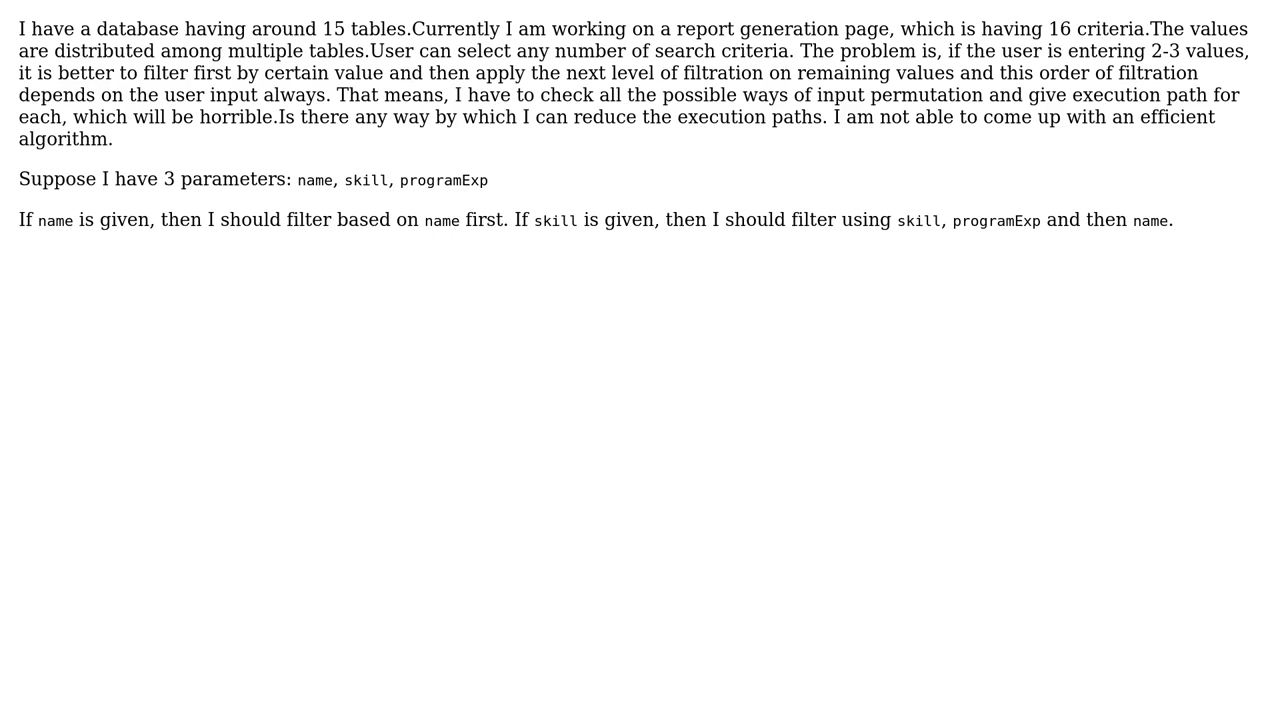 I have a database having around 15 tables.Currently I am working on a report generation page, which is having 16 criteria.The values
are distributed among multiple tables.User can select any number of search criteria. The problem is, if the user is entering 2-3 values,
it is better to filter first by certain value and then apply the next level of filtration on remaining values and this order of filtration
depends on the user input always. That means, I have to check all the possible ways of input permutation and give execution path for
each, which will be horrible.Is there any way by which I can reduce the execution paths. I am not able to come up with an efficient
algorithm.
Suppose I have 3 parameters: name, skill, programExp
If name is given, then I should filter based on name first. If skill is given, then I should filter using skill, programExp and then name.